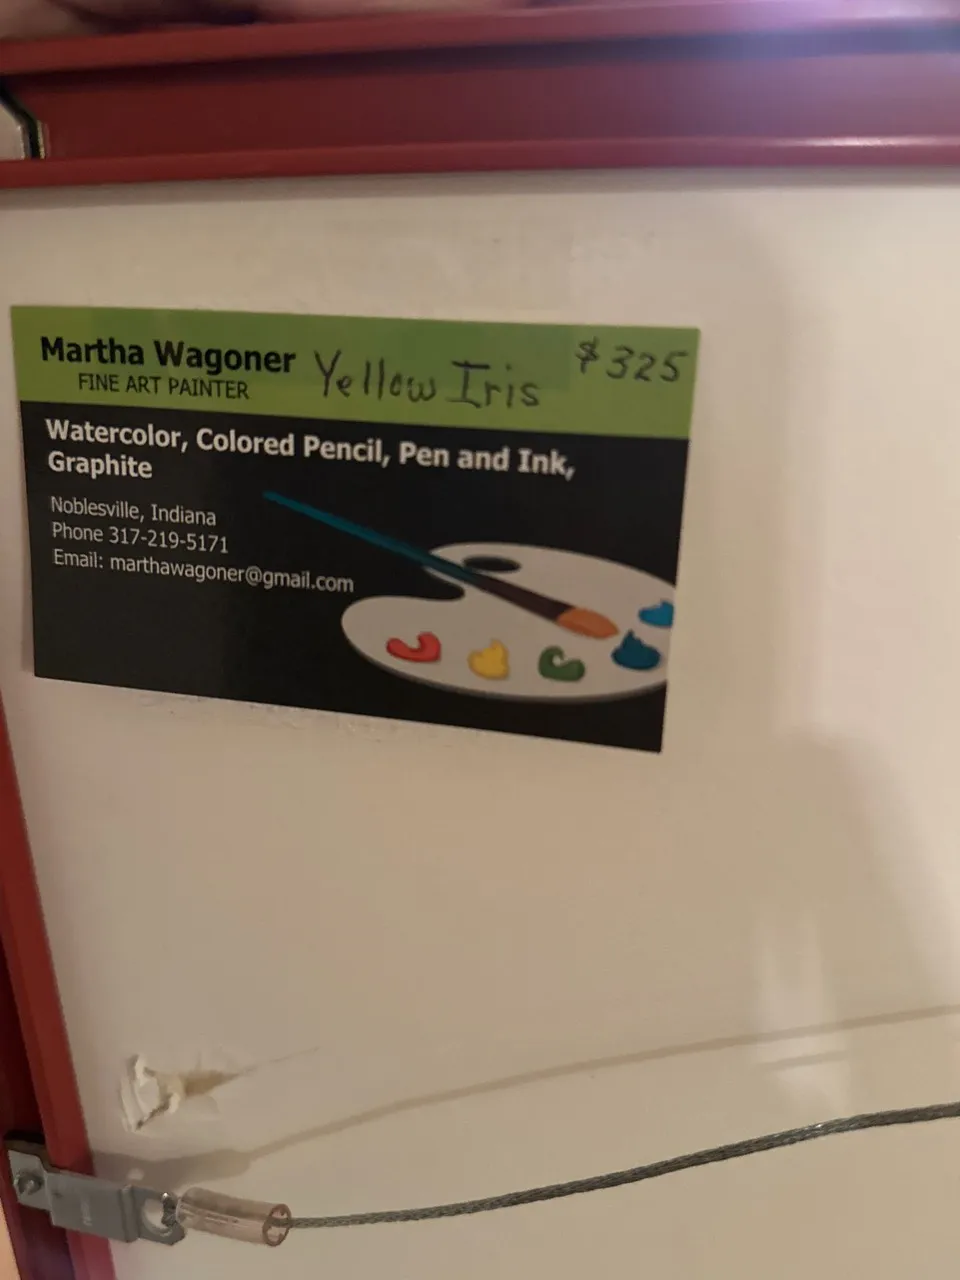 Martha Wagoner Yellow Iris $325
FINE ART PAINTER
Watercolor, Colored Pencil, Pen and Ink,
Graphite
Noblesville, Indiana
Phone 317-219-5171
Email: marthawagoner@gmail.com